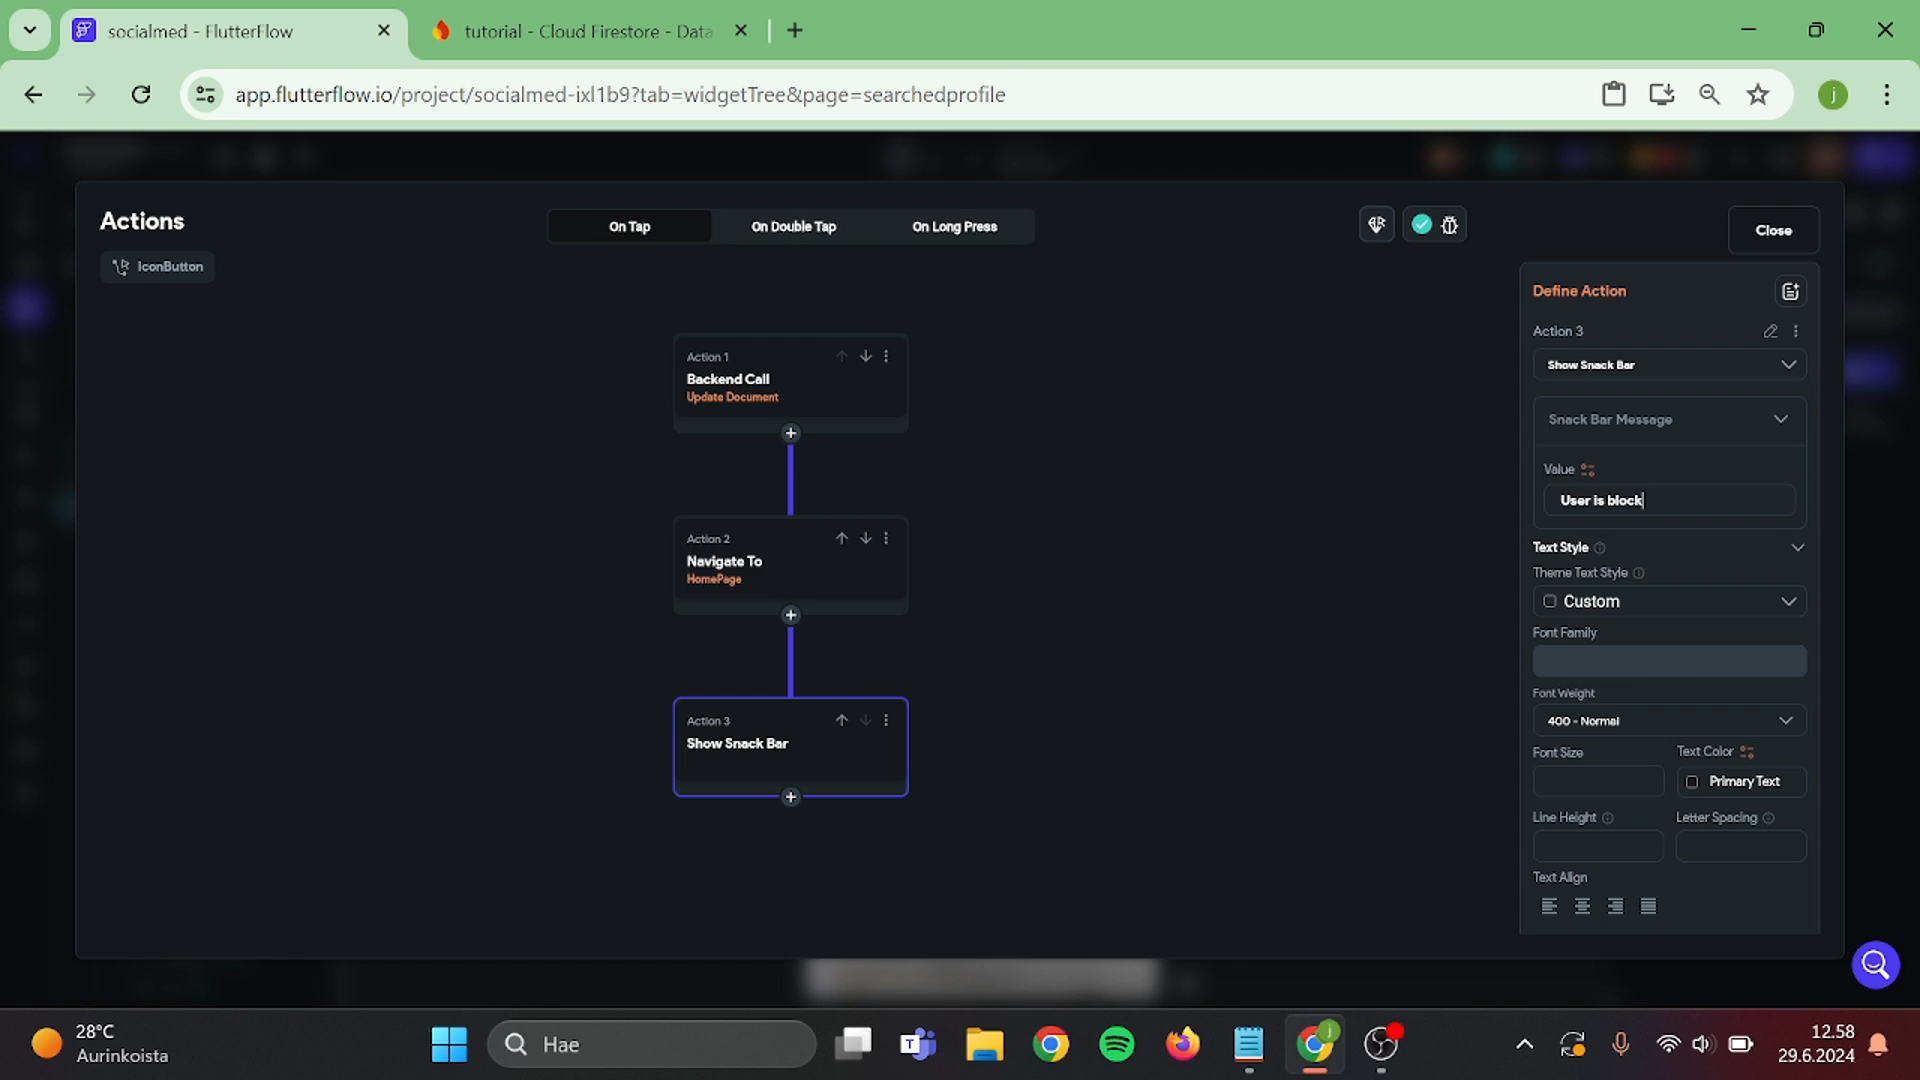 socialmed - FlutterFlow
tutorial - Cloud Firestore - Data
app.flutterflow.io/project/socialmed-ixl1b9?tab=widgetTree&page=searchedprofile
j
Actions
On Tap
On Double Tap
On Long Press
Close
IconButton
Define Action
Action 3
Show Snack Bar
Snack Bar Message
Value
User is block
Text Style
Theme Text Style
Custom
Font Family
Font Weight
400 - Normal
Font Size
Text Color
Primary Text
Line Height
Letter Spacing
Text Align
Action 1
Backend Call
Update Document
Action 2
Navigate To
HomePage
Action 3
Show Snack Bar
28°C
Aurinkoista
Hae
12.58
29.6.2024